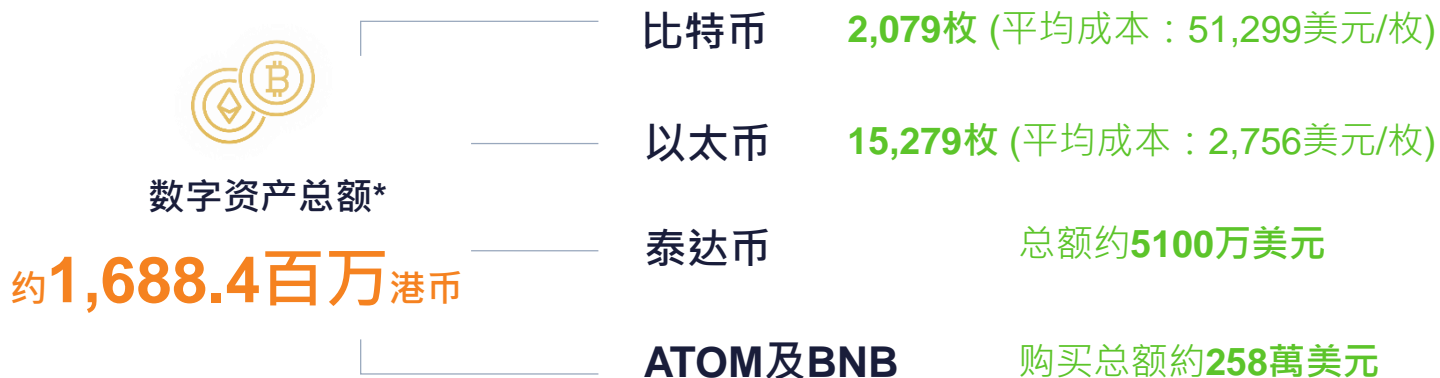 比特币 2,079枚 (平均成本：51,299美元/枚)
以太币 15,279枚 (平均成本：2,756美元/枚)
数字资产总额*
约1,688.4百万港币
泰达币 总额约5100万美元
ATOM及BNB 购买总额約258萬美元